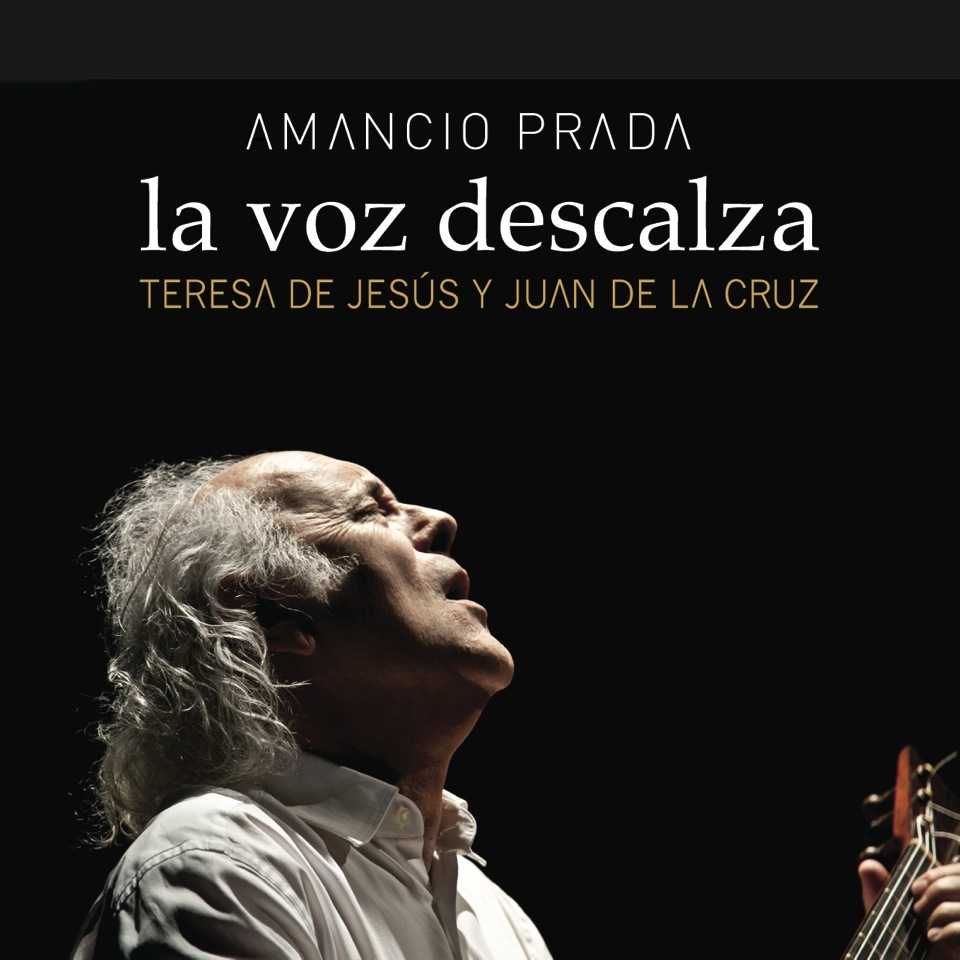 AMANCIO PRADA
la voz descalza
TERESA DE JESÚS Y JUAN DE LA CRUZ